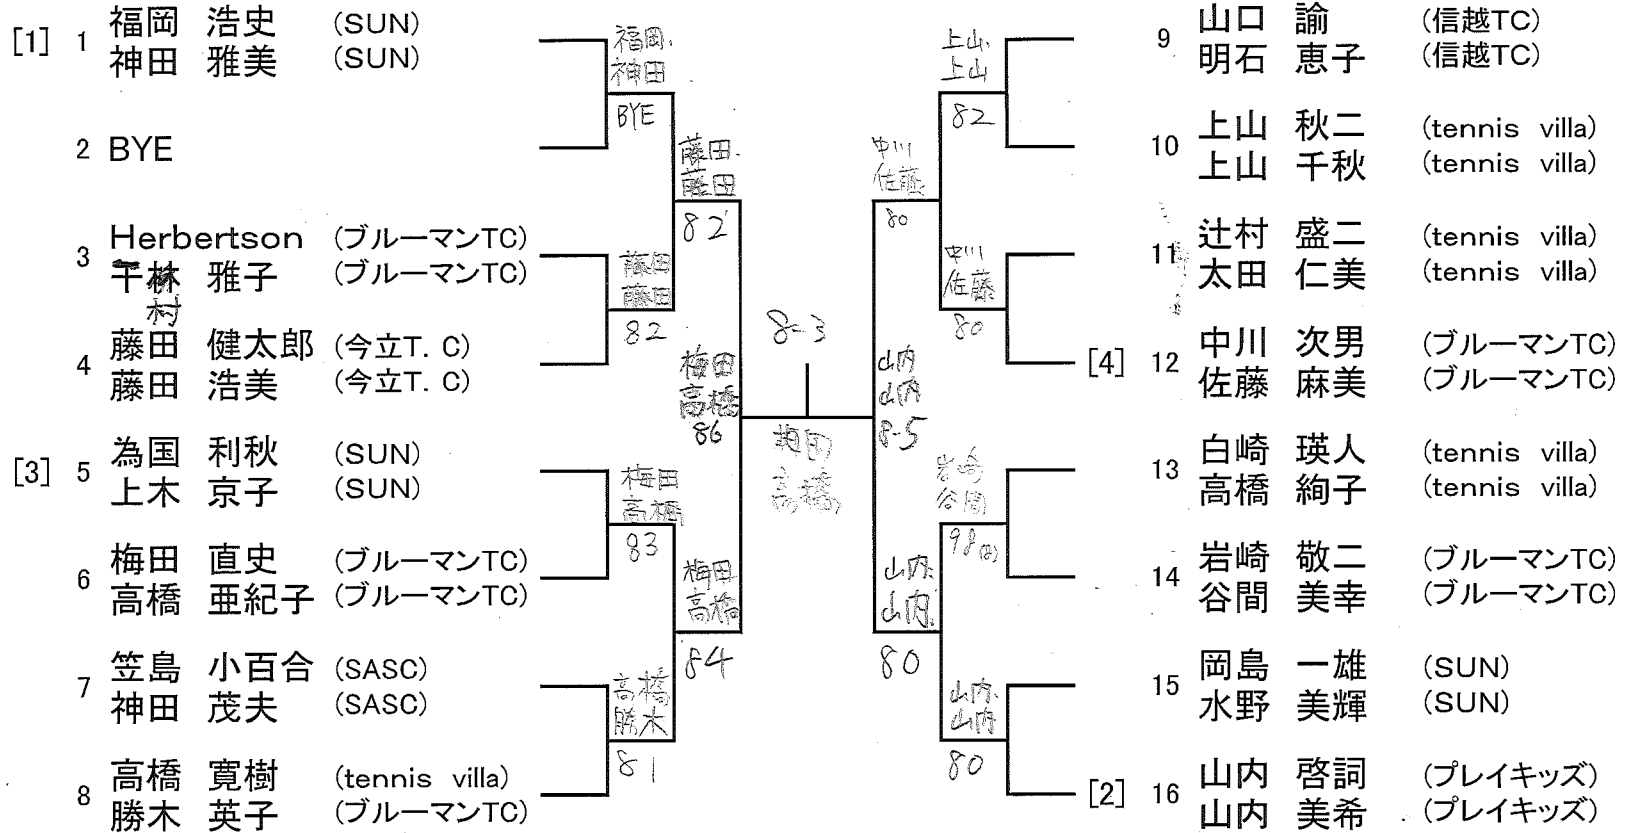 [1] 1 福岡 浩史 (SUN)
神田 雅美 (SUN)
2 BYE
3 Herbertson (ブルーマンTC)
干林 雅子 (ブルーマンTC)
村
4 藤田 健太郎 (今立T. C)
藤田 浩美 (今立T. C)
[3] 5 為国 利秋 (SUN)
上木 京子 (SUN)
6 梅田 直史 (ブルーマンTC)
高橋 亜紀子 (ブルーマンTC)
7 笠島 小百合 (SASC)
神田 茂夫 (SASC)
8 高橋 寛樹 (tennis villa)
勝木 英子 (ブルーマンTC)
福岡.
神田
BYE
藤田
藤田
82
梅田
高橋
83
高橋
勝木
81
藤田.
藤田
82
梅田
高橋
84
梅田
高橋
86
8-3
梅田
高橋
山内
山内
8-5
中川
佐藤
80
山内.
山内.
80
上山.
上山
82
中川
佐藤
80
岩崎
谷間
98
山内.
山内
80
9 山口 諭 (信越TC)
明石 恵子 (信越TC)
10 上山 秋二 (tennis villa)
上山 千秋 (tennis villa)
11 辻村 盛二 (tennis villa)
太田 仁美 (tennis villa)
[4] 12 中川 次男 (ブルーマンTC)
佐藤 麻美 (ブルーマンTC)
13 白崎 瑛人 (tennis villa)
高橋 絢子 (tennis villa)
14 岩崎 敬二 (ブルーマンTC)
谷間 美幸 (ブルーマンTC)
15 岡島 一雄 (SUN)
水野 美輝 (SUN)
[2] 16 山内 啓詞 (プレイキッズ)
山内 美希 (プレイキッズ)